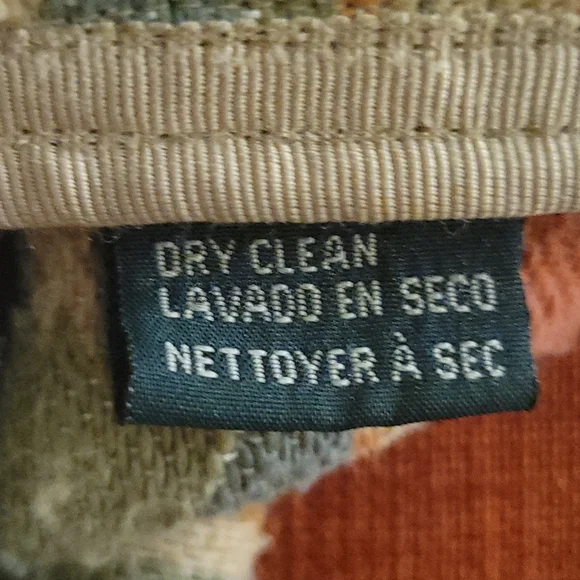 DRY CLEAN
LAVADO EN SECO
NETTOYER À SEC